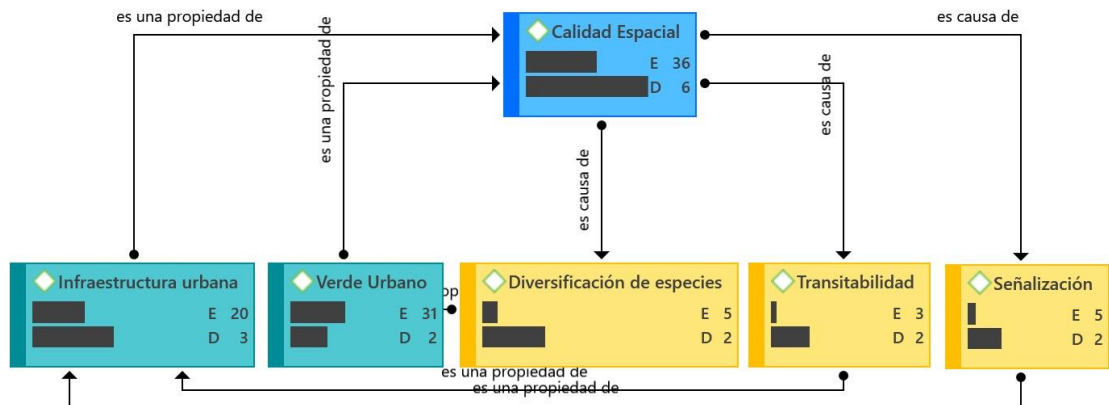 es una propiedad de
es causa de
Calidad Espacial
E 36
D 6
es una propiedad de
es causa de
es causa de
Infraestructura urbana
E 20
D 3
Verde Urbano
E 31
D 2
Diversificación de especies
E 5
D 2
Transitabilidad
E 3
D 2
Señalización
E 5
D 2
es una propiedad de
es una propiedad de